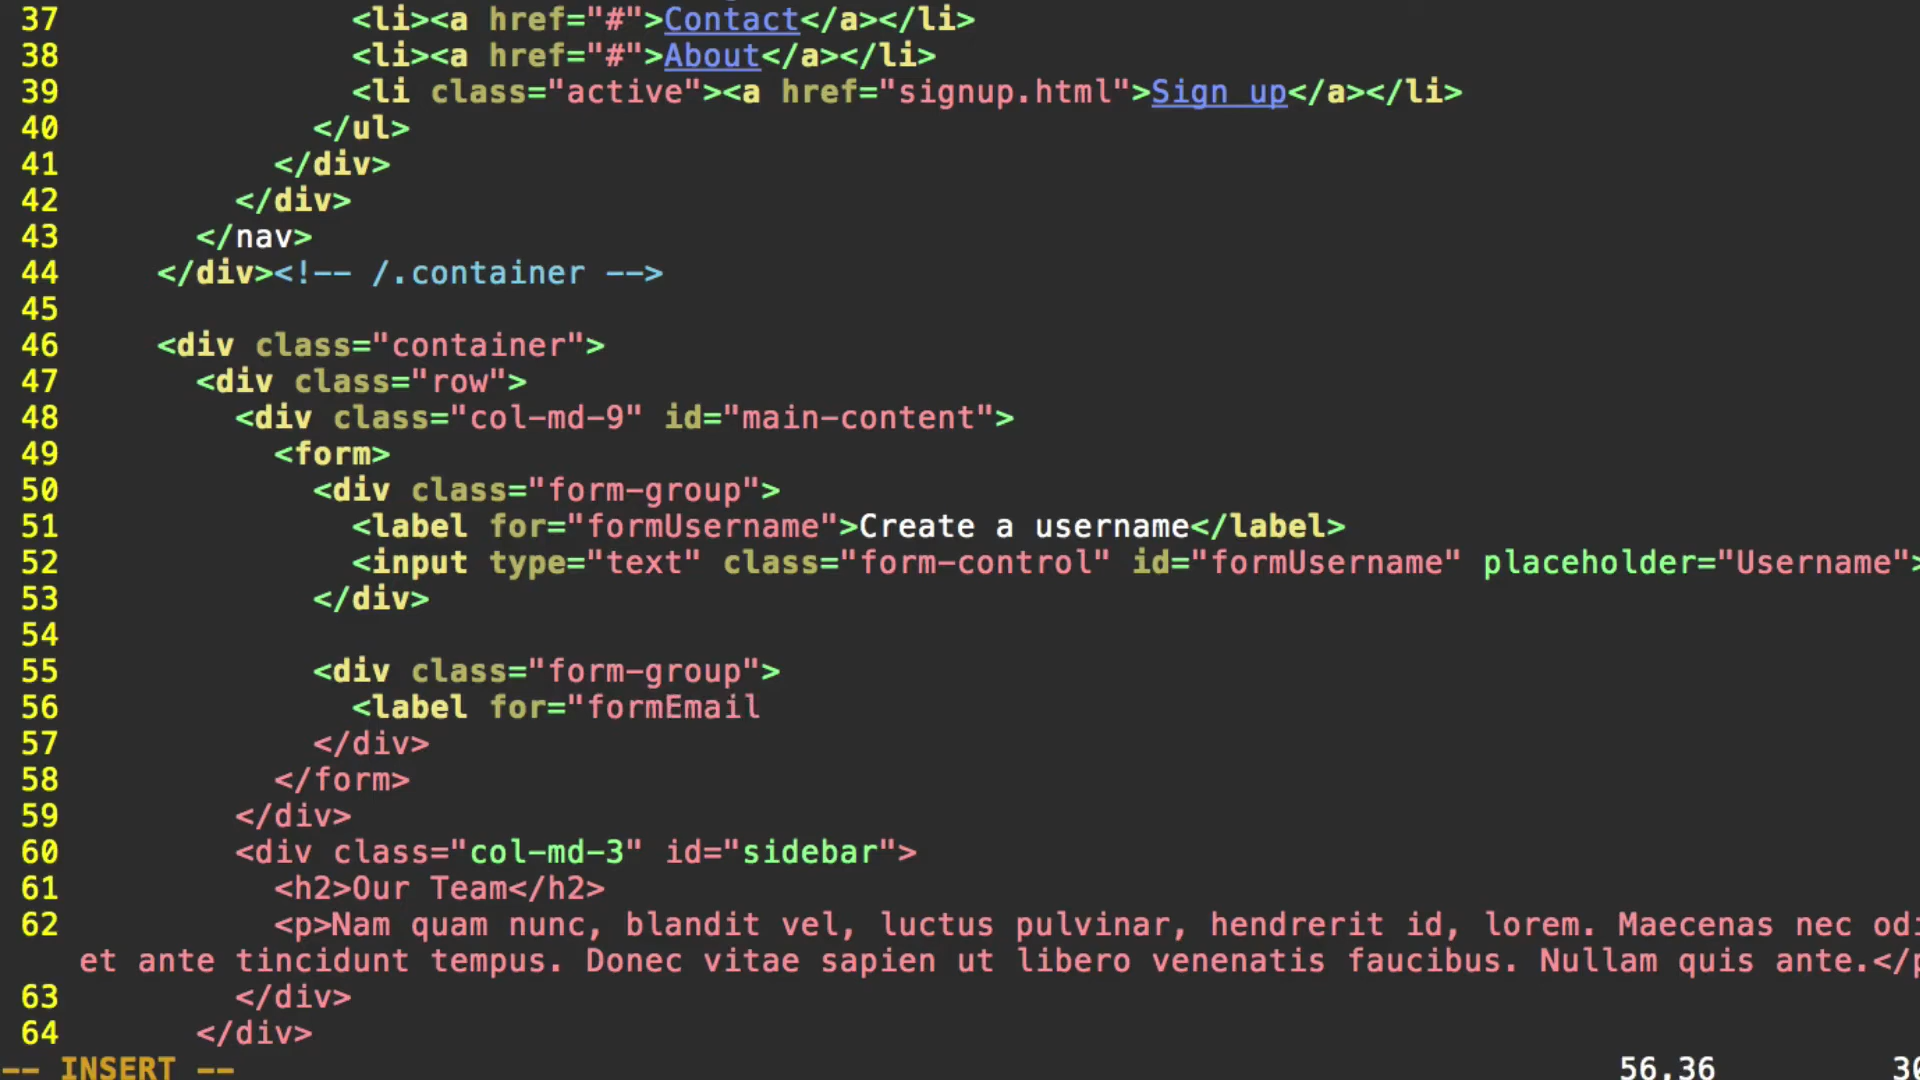 37 <li><a href="#">Contact</a></li>
38 <li><a href="#">About</a></li>
39 <li class="active"><a href="signup.html">Sign up</a></li>
40 </ul>
41 </div>
42 </div>
43 </nav>
44 </div><!-- /.container -->
45
46 <div class="container">
47 <div class="row">
48 <div class="col-md-9" id="main-content">
49 <form>
50 <div class="form-group">
51 <label for="formUsername">Create a username</label>
52 <input type="text" class="form-control" id="formUsername" placeholder="Username">
53 </div>
54
55 <div class="form-group">
56 <label for="formEmail
57 </div>
58 </form>
59 </div>
60 <div class="col-md-3" id="sidebar">
61 <h2>Our Team</h2>
62 <p>Nam quam nunc, blandit vel, luctus pulvinar, hendrerit id, lorem. Maecenas nec
et ante tincidunt tempus. Donec vitae sapien ut libero venenatis faucibus. Nullam quis ante.</p
63 </div>
64 </div>
-- INSERT -- 56,36